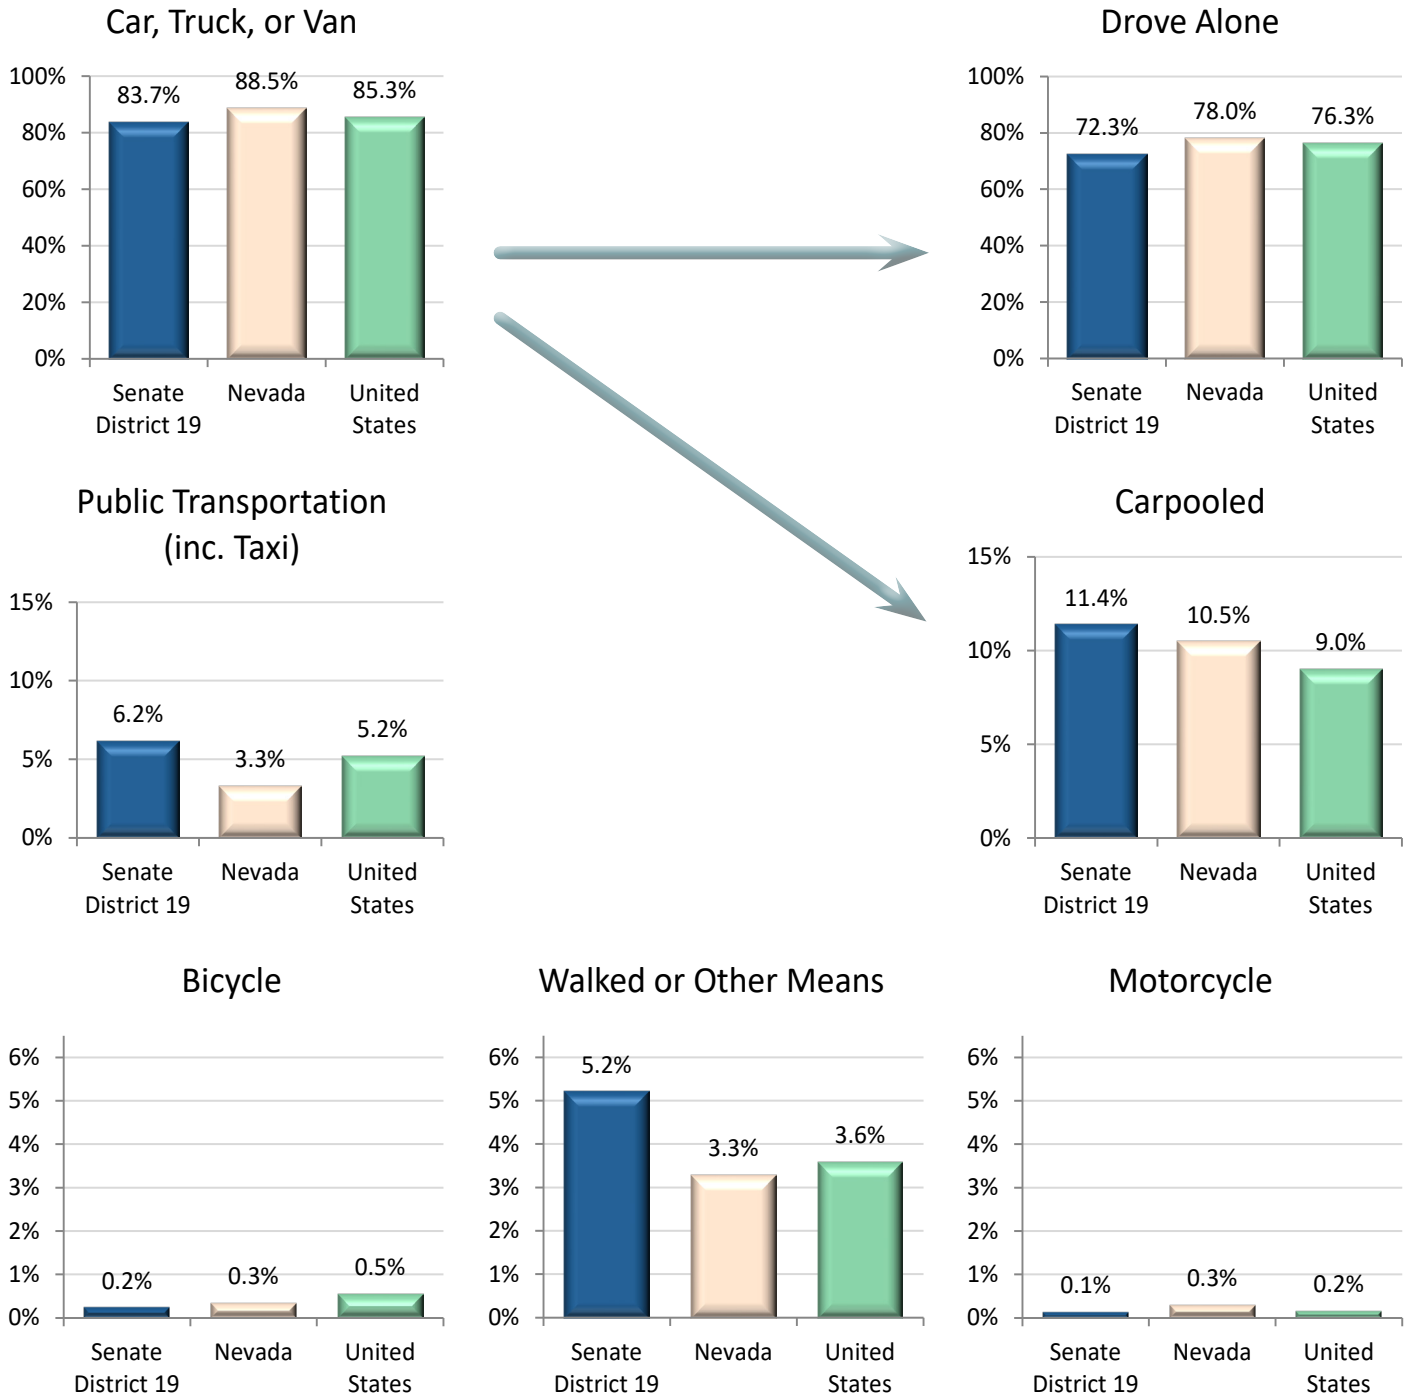 Car, Truck, or Van
100%
80%
60%
40%
20%
0%
83.7%
88.5%
85.3%
Senate
District 19
Nevada
United
States
Drove Alone
100%
80%
60%
40%
20%
0%
72.3%
78.0%
76.3%
Senate
District 19
Nevada
United
States
Public Transportation
(inc. Taxi)
15%
10%
5%
0%
6.2%
3.3%
5.2%
Senate
District 19
Nevada
United
States
Carpooled
15%
10%
5%
0%
11.4%
10.5%
9.0%
Senate
District 19
Nevada
United
States
Bicycle
6%
5%
4%
3%
2%
1%
0%
0.2%
0.3%
0.5%
Senate
District 19
Nevada
United
States
Walked or Other Means
6%
5%
4%
3%
2%
1%
0%
5.2%
3.3%
3.6%
Senate
District 19
Nevada
United
States
Motorcycle
6%
5%
4%
3%
2%
1%
0%
0.1%
0.3%
0.2%
Senate
District 19
Nevada
United
States